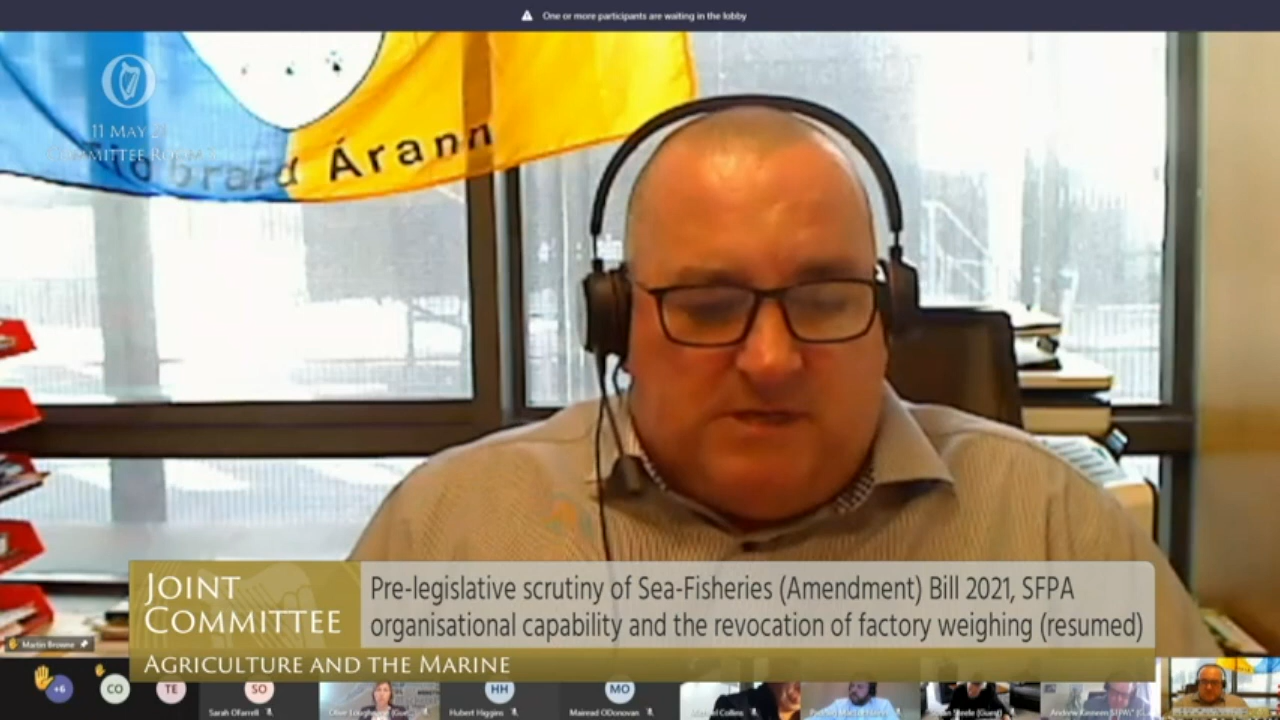 One or more participants are waiting in the lobby
11 MAY 21
Árann
Martin Browne
JOINT
COMMITTEE
Pre-legislative scrutiny of Sea-Fisheries (Amendment) Bill 2021, SFPA
organisational capability and the revocation of factory weighing (resumed)
AGRICULTURE AND THE MARINE
+6
CO
TE
SO
HH
MO
Sarah OFarrell
Hubert Higgins
Mairead ODonovan